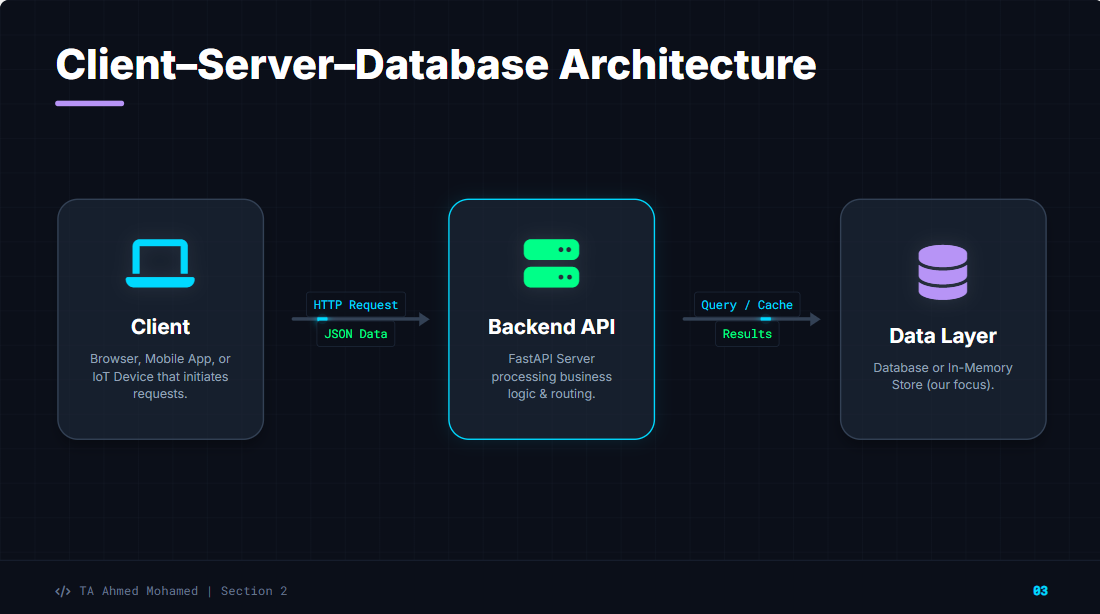 Client–Server–Database Architecture
HTTP Request
JSON Data
Query / Cache
Results
Client
Browser, Mobile App, or
IoT Device that initiates
requests.
Backend API
FastAPI Server
processing business
logic & routing.
Data Layer
Database or In-Memory
Store (our focus).
</> TA Ahmed Mohamed | Section 2
03